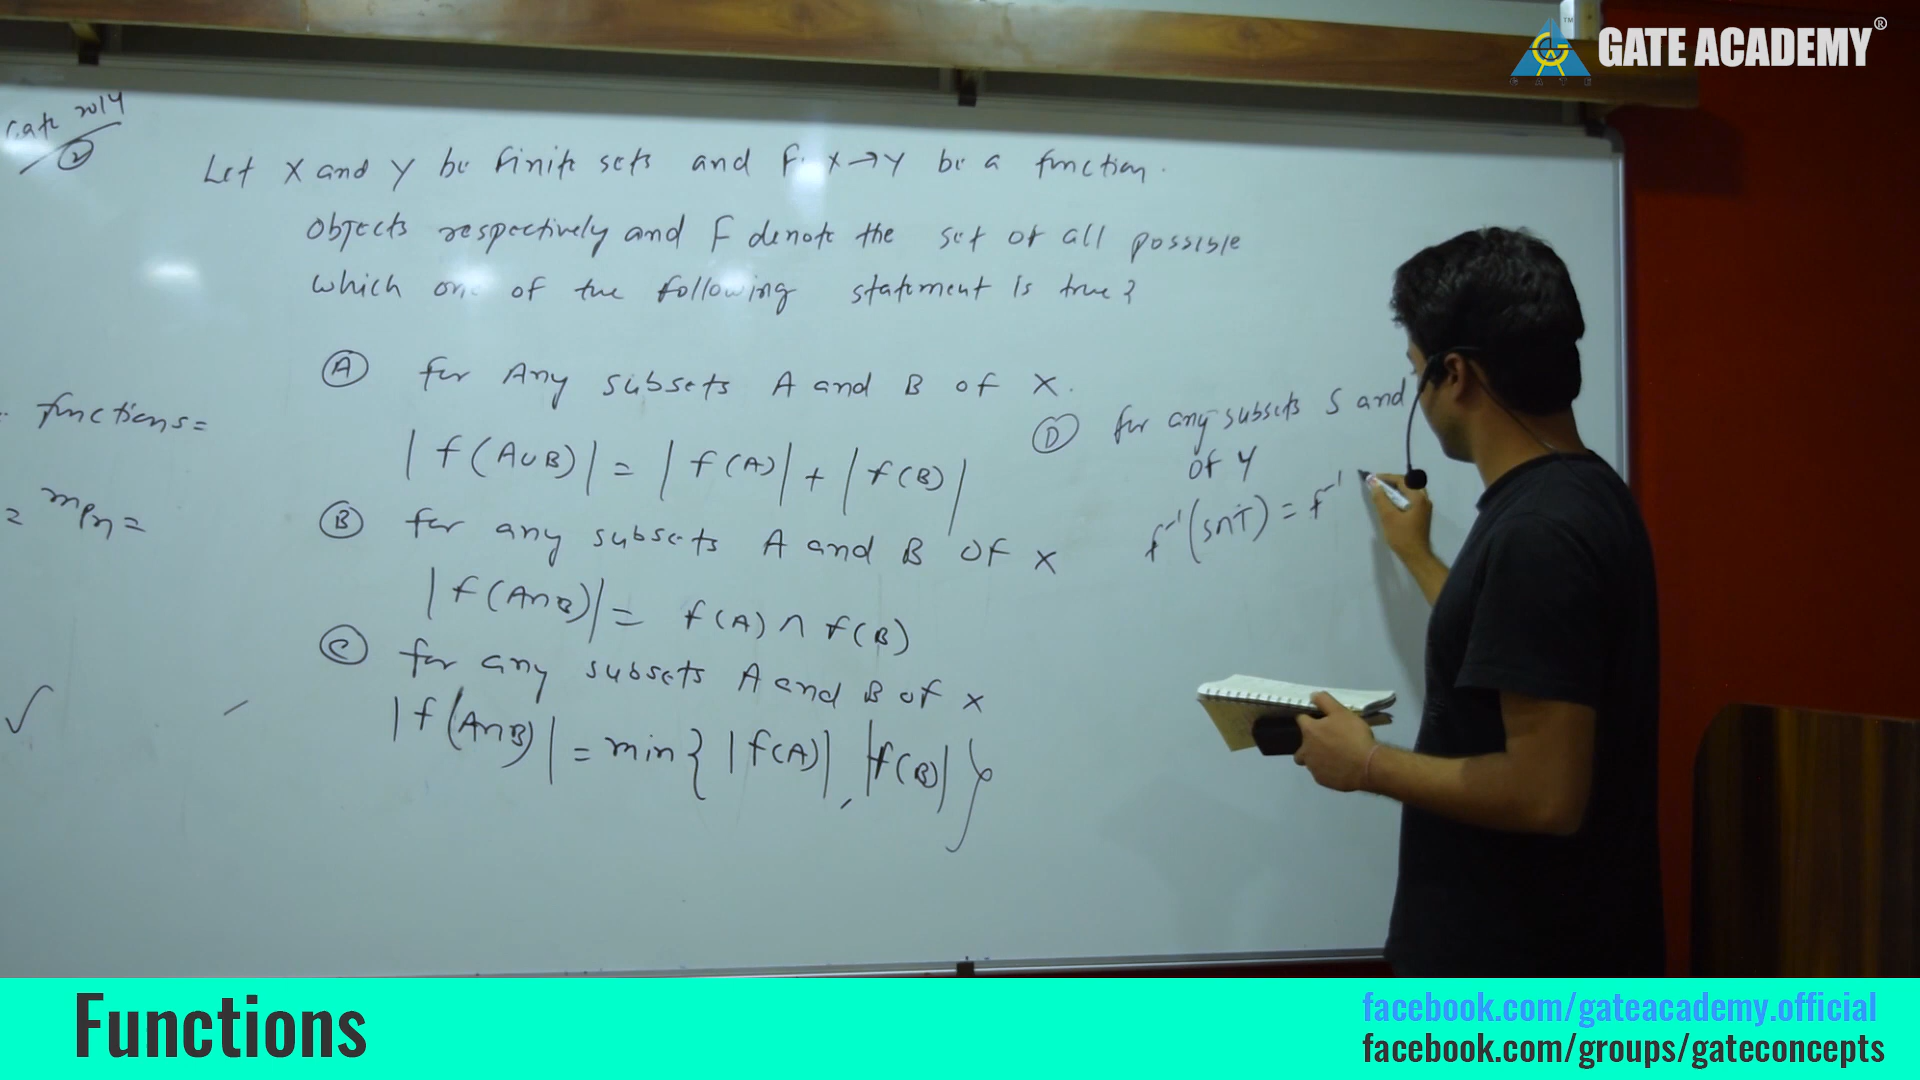 GATE ACADEMY®
TM
GATE
Gate 2014
2
Let X and Y be finite sets and F: X→Y be a function.
objects respectively and F denote the set of all possible
which one of the following statement is true?
functions=
= mPn =
(A) for Any subsets A and B of X.
|f(A∪B)| = |f(A)| + |f(B)|
(B) for any subsets A and B of X
|f(A∩B)| = f(A) ∩ f(B)
(C) for any subsets A and B of X
|f(A∩B)| = min{|f(A)|, |f(B)|}
(D) for any subsets S and
of Y
f⁻¹(S∩T) = f⁻¹
Functions
facebook.com/gateacademy.official
facebook.com/groups/gateconcepts